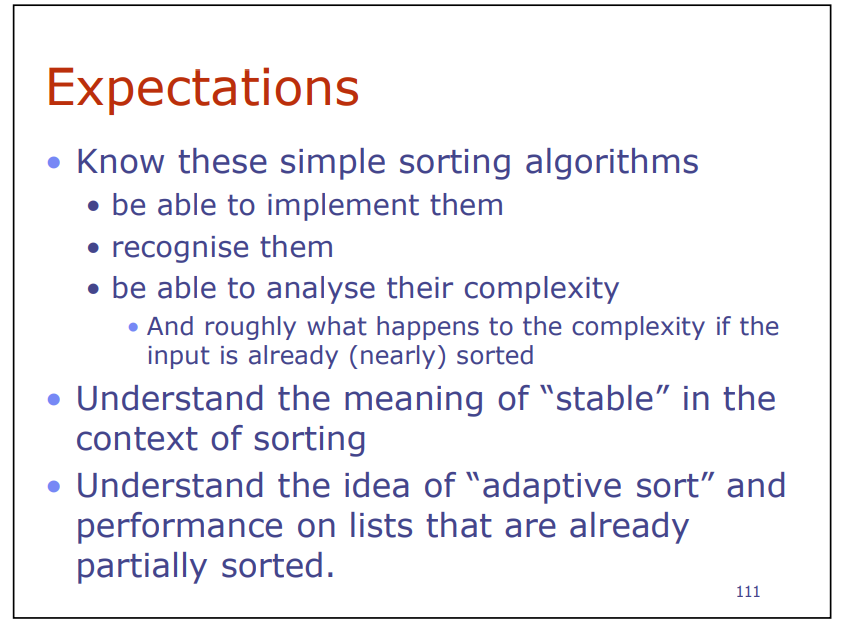 Expectations
• Know these simple sorting algorithms
• be able to implement them
• recognise them
• be able to analyse their complexity
• And roughly what happens to the complexity if the
input is already (nearly) sorted
• Understand the meaning of “stable” in the
context of sorting
• Understand the idea of “adaptive sort” and
performance on lists that are already
partially sorted.
111